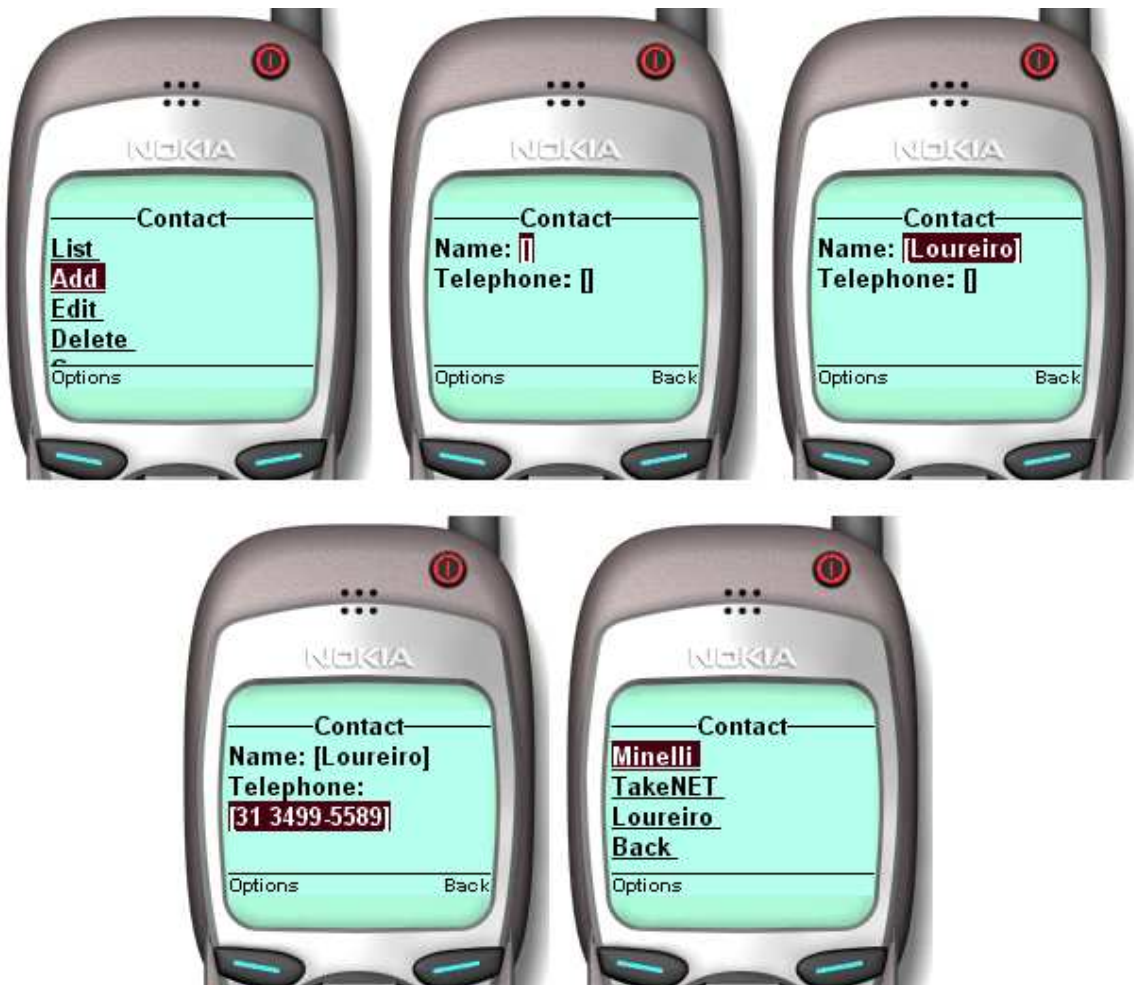 NOKIA
Contact
List
Add
Edit
Delete
Options
NOKIA
Contact
Name: []
Telephone: []
Options Back
NOKIA
Contact
Name: [Loureiro]
Telephone: []
Options Back
NOKIA
Contact
Name: [Loureiro]
Telephone:
[31 3499-5589]
Options Back
NOKIA
Contact
Minelli
TakeNET
Loureiro
Back
Options